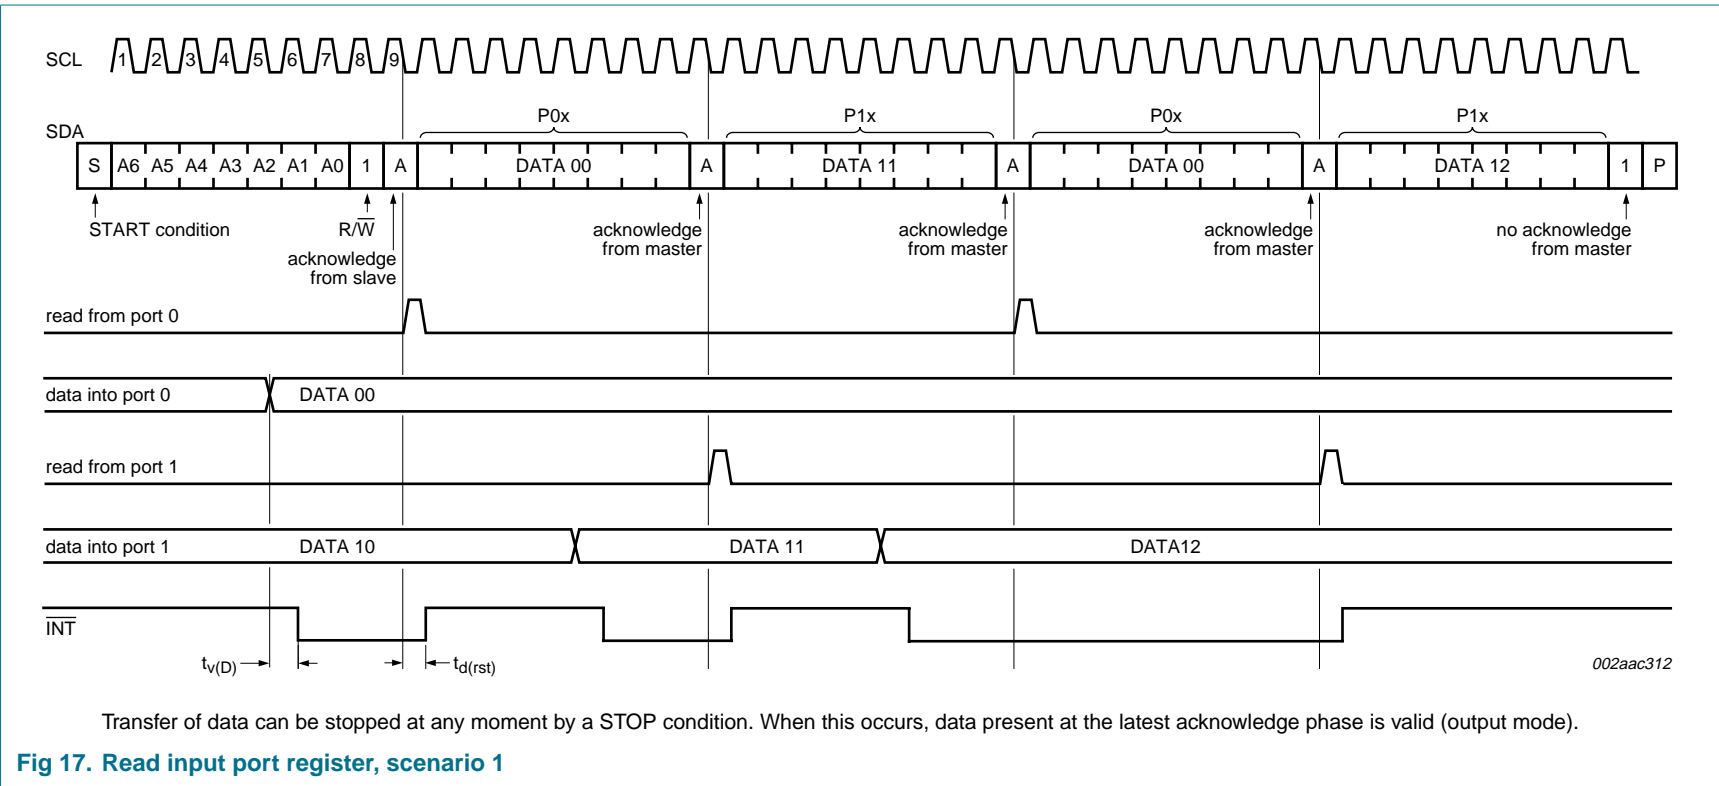 SCL 1 2 3 4 5 6 7 8 9
P0x P1x P0x P1x
SDA
S A6 A5 A4 A3 A2 A1 A0 1 A DATA 00 A DATA 11 A DATA 00 A DATA 12 1 P
START condition R/W acknowledge from slave acknowledge from master acknowledge from master acknowledge from master no acknowledge from master
read from port 0
data into port 0 DATA 00
read from port 1
data into port 1 DATA 10 DATA 11 DATA12
INT
tv(D) td(rst) 002aac312
Transfer of data can be stopped at any moment by a STOP condition. When this occurs, data present at the latest acknowledge phase is valid (output mode).
Fig 17. Read input port register, scenario 1